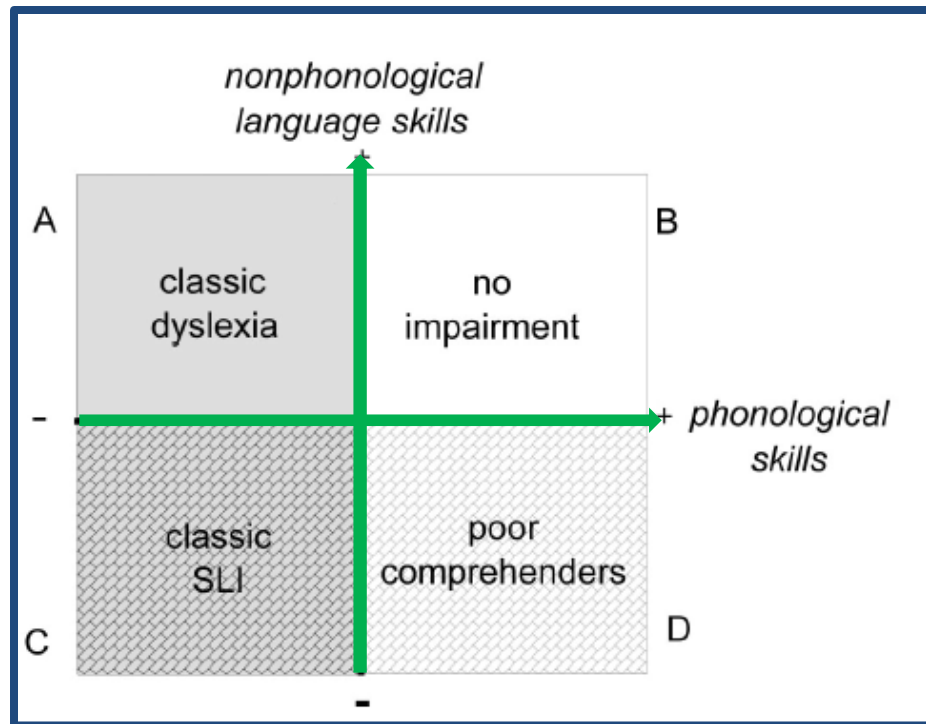 nonphonological
language skills
+
A
B
classic
dyslexia
no
impairment
-
+ phonological
skills
classic
SLI
poor
comprehenders
C
D
-